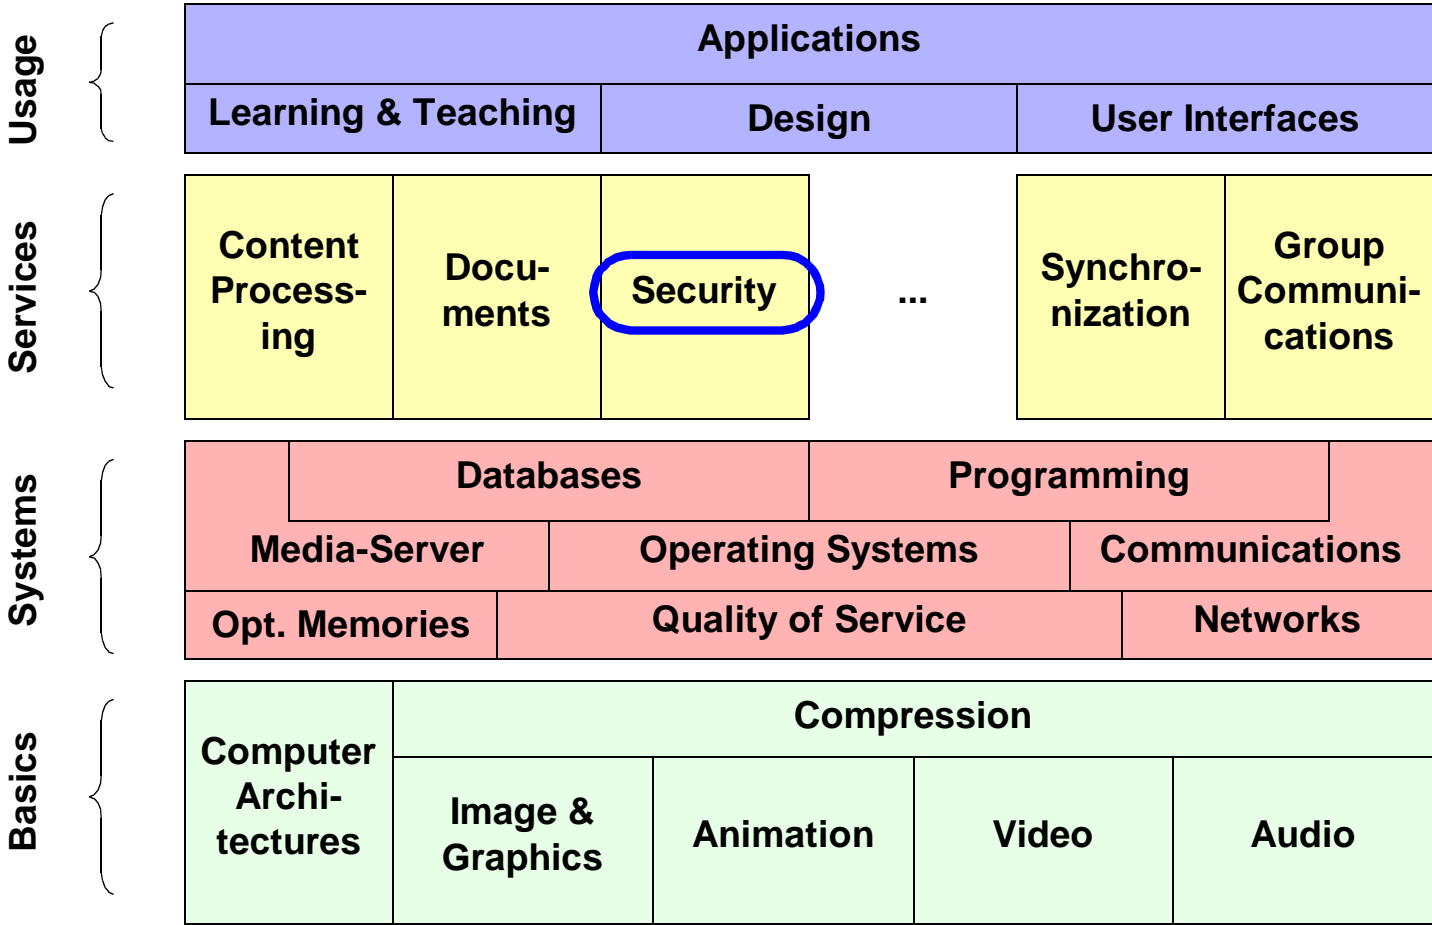 Usage
Applications
Learning & Teaching
Design
User Interfaces
Services
Content
Process-
ing
Docu-
ments
Security
...
Synchro-
nization
Group
Communi-
cations
Systems
Databases
Programming
Media-Server
Operating Systems
Communications
Opt. Memories
Quality of Service
Networks
Basics
Computer
Archi-
tectures
Compression
Image &
Graphics
Animation
Video
Audio